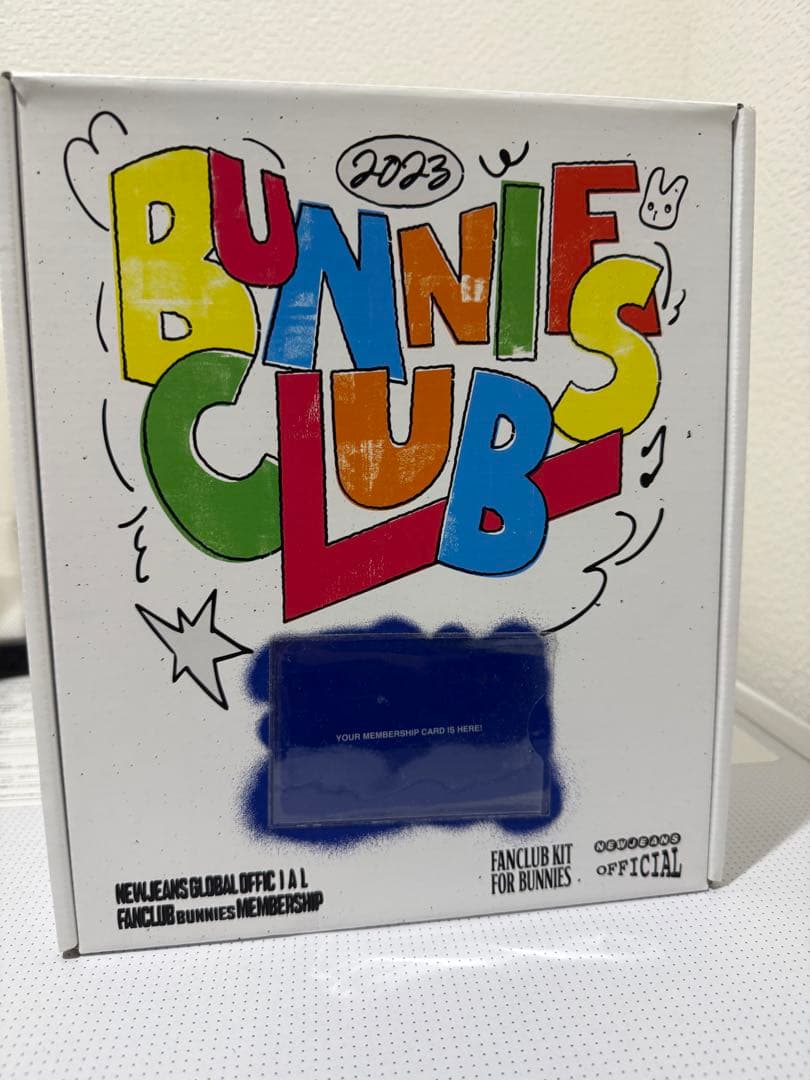 2023
BUNNIES
CLUB
YOUR MEMBERSHIP CARD IS HERE!
NEWJEANS GLOBAL OFFICIAL
FANCLUB BUNNIES MEMBERSHIP
FANCLUB KIT
FOR BUNNIES
NEWJEANS
OFFICIAL